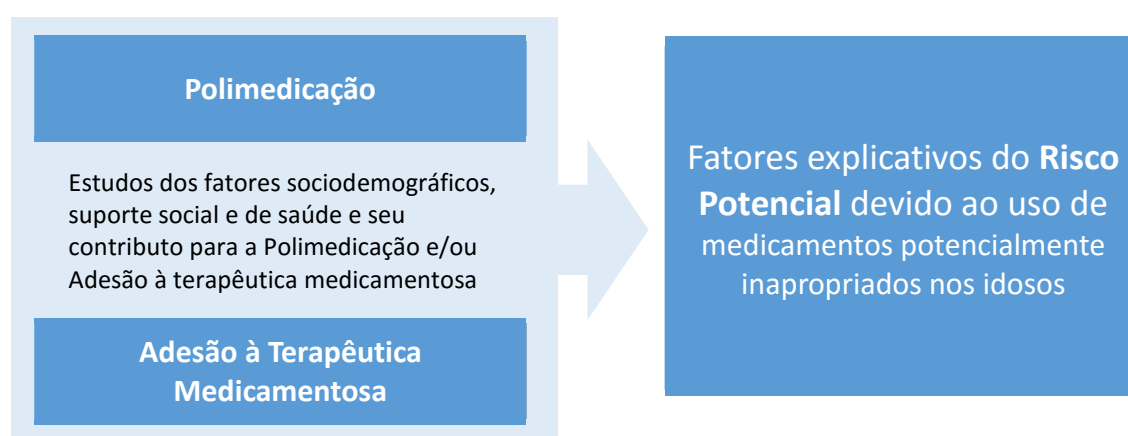 Polimedicação
Estudos dos fatores sociodemográficos,
suporte social e de saúde e seu
contributo para a Polimedicação e/ou
Adesão à terapêutica medicamentosa
Adesão à Terapêutica
Medicamentosa
Fatores explicativos do Risco
Potencial devido ao uso de
medicamentos potencialmente
inapropriados nos idosos